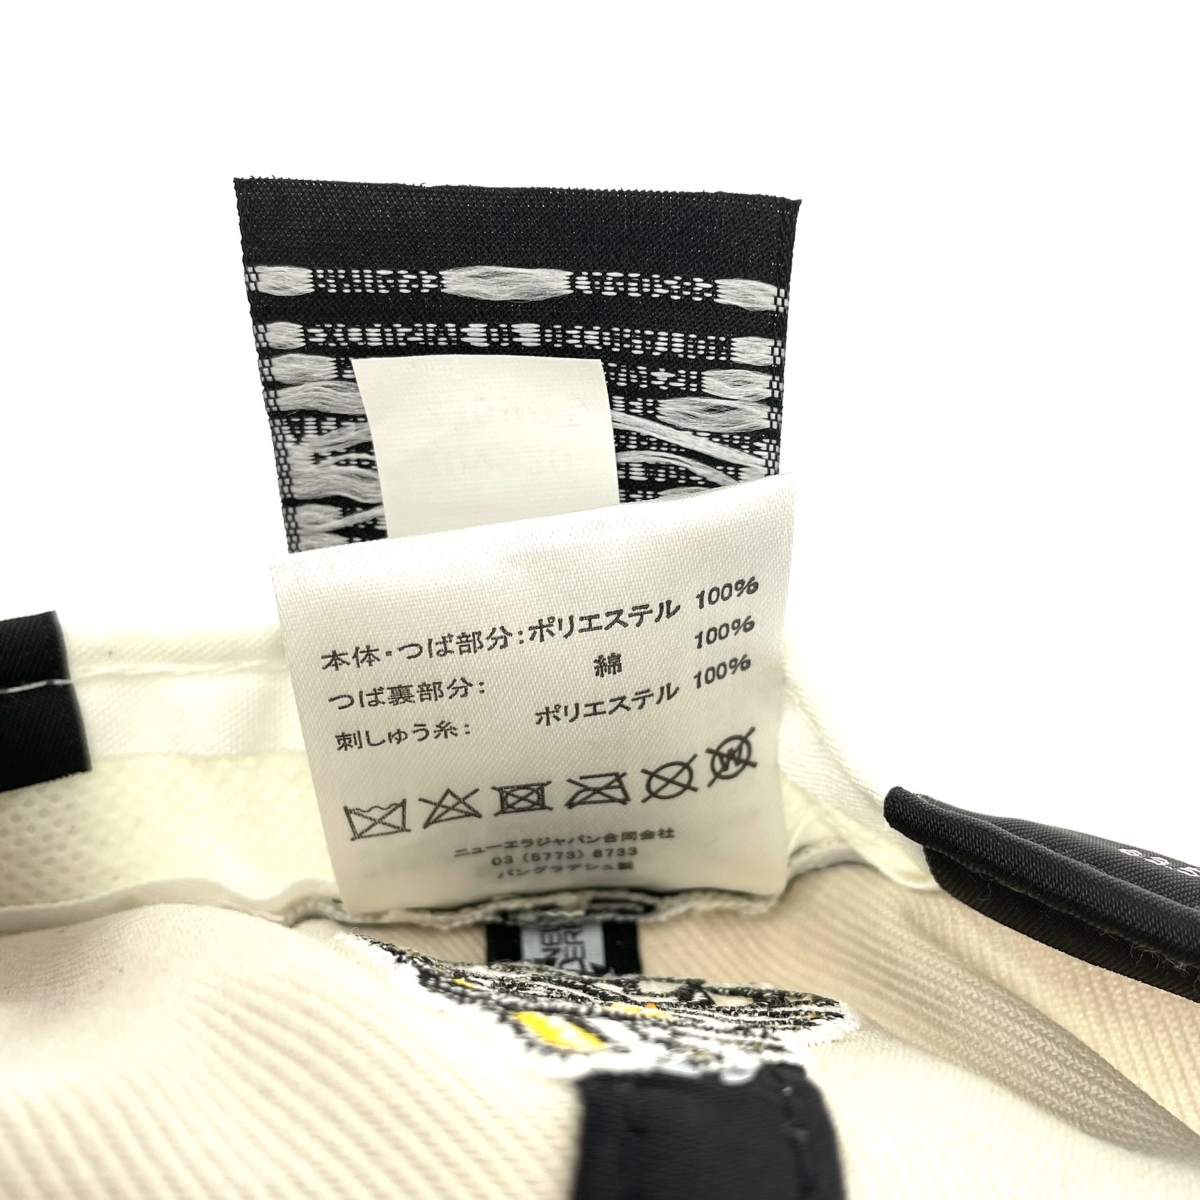 本体・つば部分：ポリエステル 100%
つば裏部分： 綿 100%
刺しゅう糸： ポリエステル 100%
W
ニューエラジャパン合同会社
03 (5773) 6733
バングラデシュ製
NEW